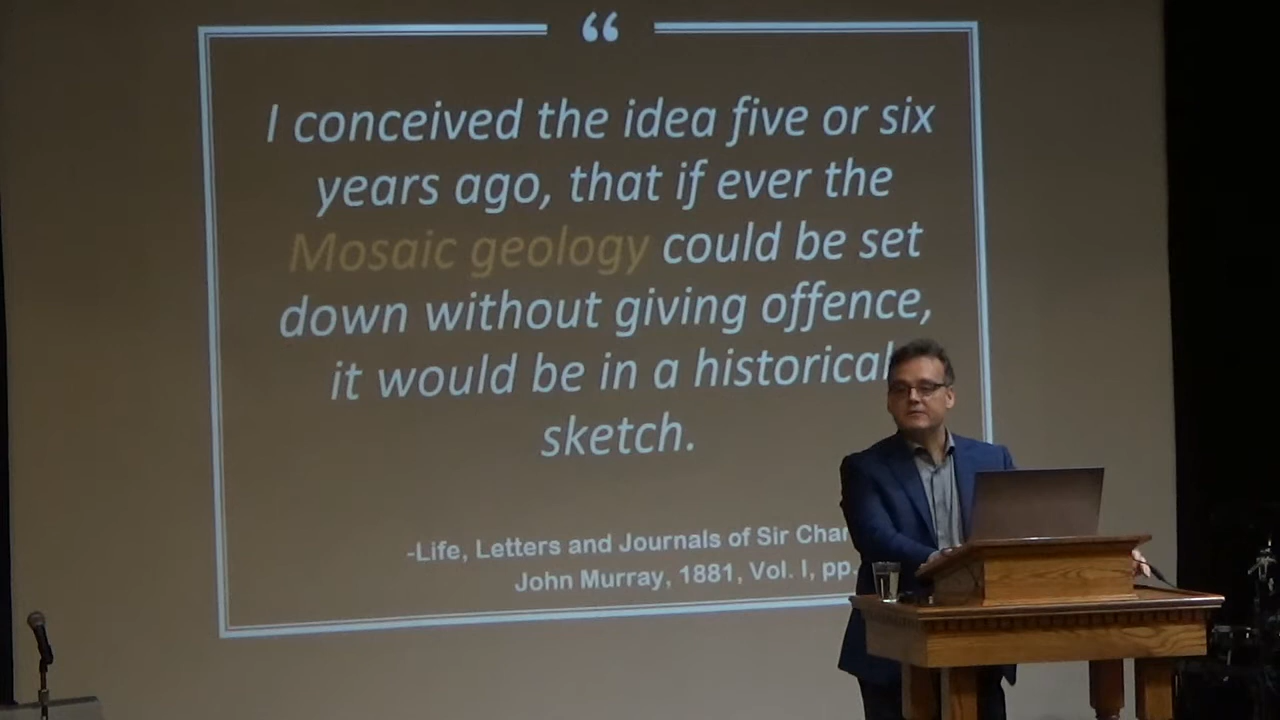 “
I conceived the idea five or six
years ago, that if ever the
Mosaic geology could be set
down without giving offence,
it would be in a historical
sketch.
-Life, Letters and Journals of Sir
John Murray, 1881, Vol. I, pp.